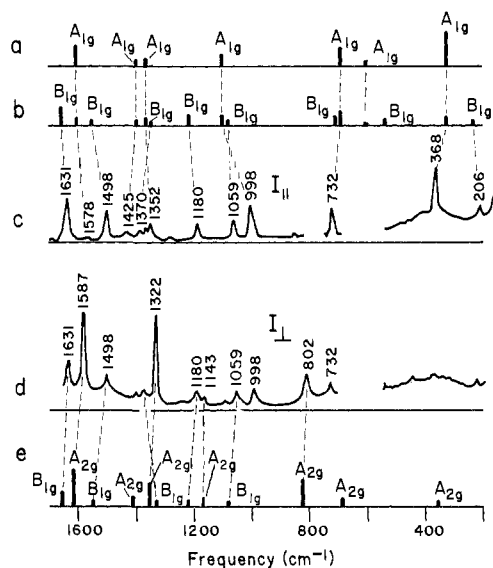 a
A1g
A1g
A1g
A1g
A1g
A1g
b
B1g
B1g
B1g
B1g
B1g
B1g
B1g
c
1631
1578
1498
1425
1370
1352
1180
1059
998
I∥
732
368
206
d
1631
1587
1498
1322
1180
1143
1059
998
I⊥
802
732
e
B1g
A2g
B1g
A2g
A2g
B1g
B1g
A2g
B1g
A2g
A2g
A2g
1600
1200
800
400
Frequency (cm⁻¹)